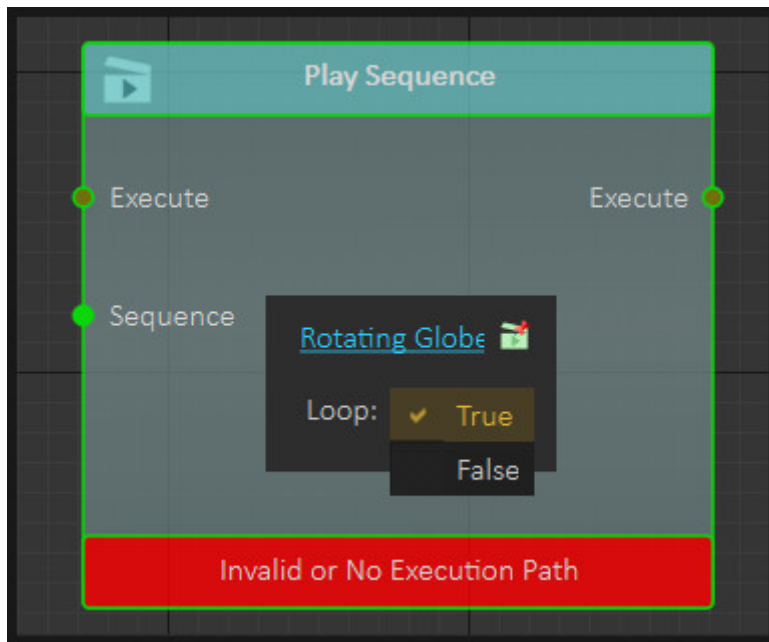 Play Sequence
Execute Execute
Sequence
Rotating Globe
Loop: True
False
Invalid or No Execution Path